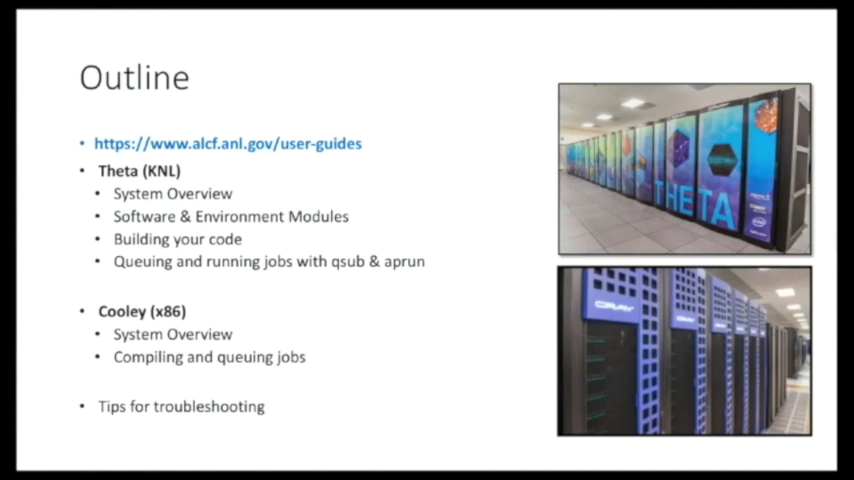 Outline
• https://www.alcf.anl.gov/user-guides
• Theta (KNL)
• System Overview
• Software & Environment Modules
• Building your code
• Queuing and running jobs with qsub & aprun
• Cooley (x86)
• System Overview
• Compiling and queuing jobs
• Tips for troubleshooting
THETA
CRAY